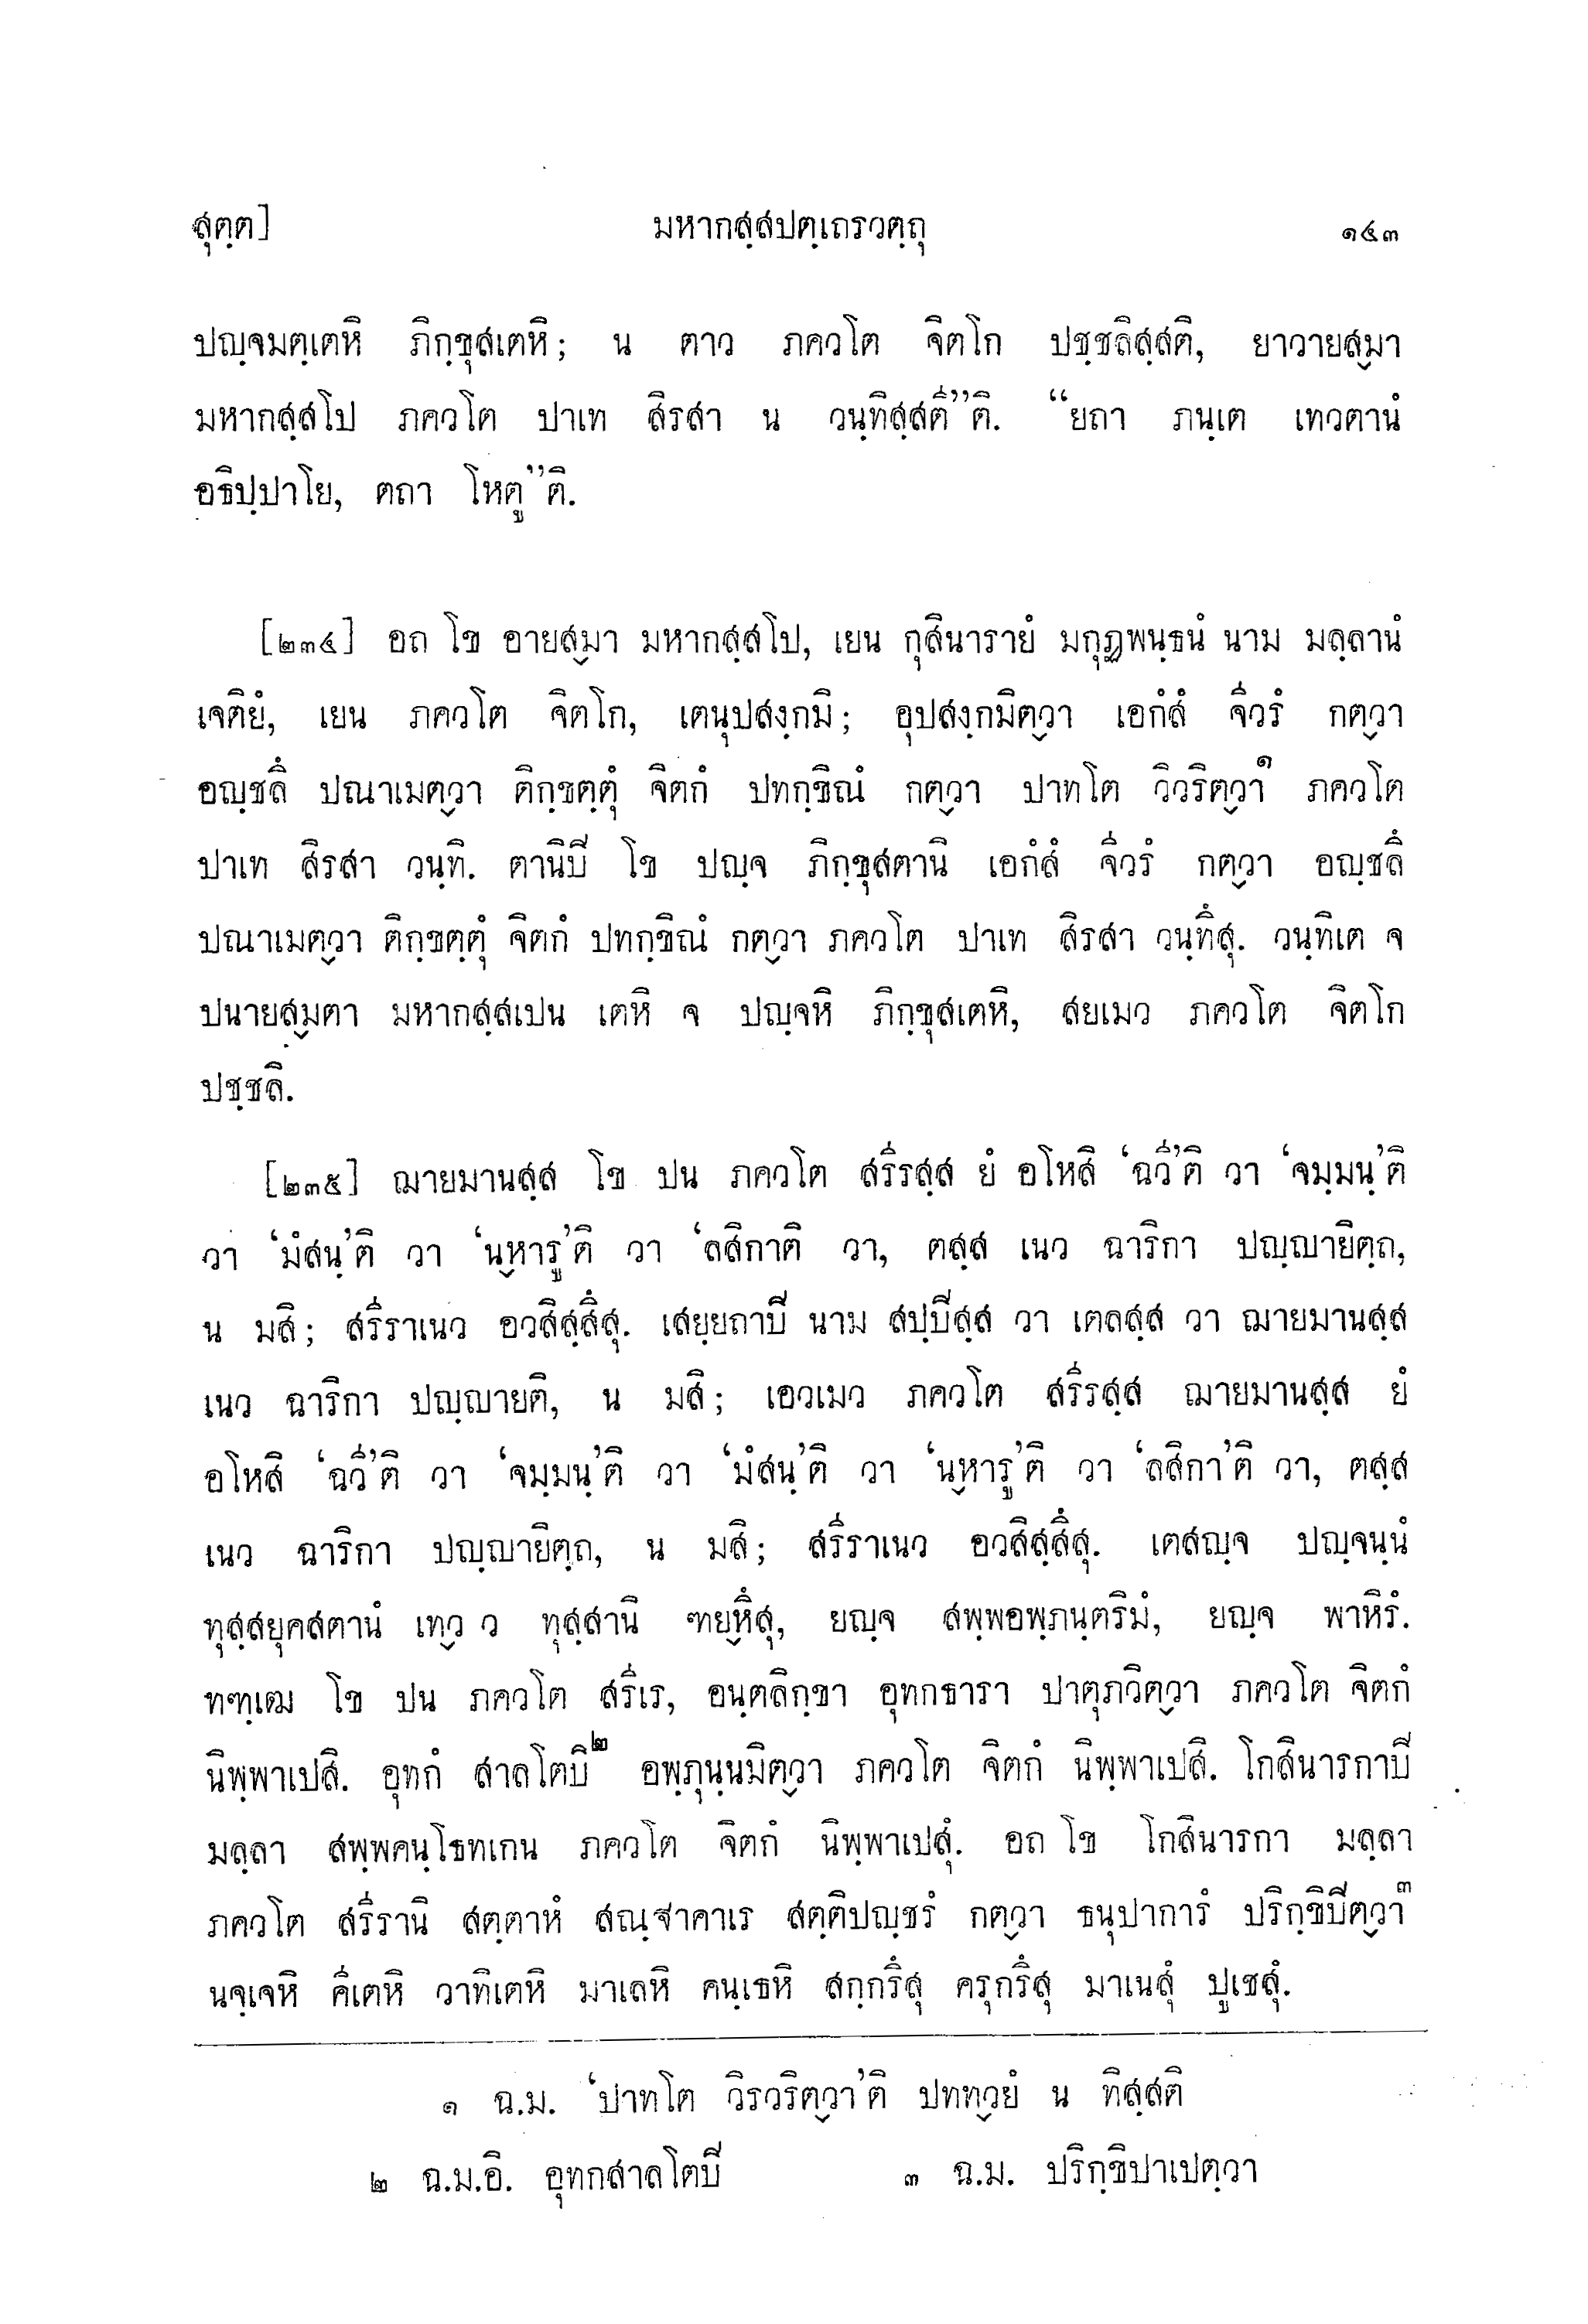 สุตฺต]	มหากสฺสปตฺเถรวตฺถุ	๑๔๓
ปญฺจมตฺเตหิ ภิกฺขุสเตหิ; น ตาว ภควโต จิตโก ปชฺชลิสฺสติ, ยาวายสฺมา
มหากสฺสโป ภควโต ปาเท สิรสา น วนฺทิสฺสตี”ติ. “ยถา ภนฺเต เทวตานํ
อธิปฺปาโย, ตถา โหตู”ติ.
[๒๓๔] อถ โข อายสฺมา มหากสฺสโป, เยน กุสินารายํ มกุฏพนฺธนํ นาม มลฺลานํ
เจติยํ, เยน ภควโต จิตโก, เตนุปสงฺกมิ; อุปสงฺกมิตฺวา เอกํสํ จีวรํ กตฺวา
อญฺชลึ ปณาเมตฺวา ติกฺขตฺตุํ จิตกํ ปทกฺขิณํ กตฺวา ปาทโต วิวริตฺวา๑ ภควโต
ปาเท สิรสา วนฺทิ. ตานิปี โข ปญฺจ ภิกฺขุสตานิ เอกํสํ จีวรํ กตฺวา อญฺชลึ
ปณาเมตฺวา ติกฺขตฺตุํ จิตกํ ปทกฺขิณํ กตฺวา ภควโต ปาเท สิรสา วนฺทึสุ. วนฺทิเต จ
ปนายสฺมตา มหากสฺสเปน เตหิ จ ปญฺจหิ ภิกฺขุสเตหิ, สยเมว ภควโต จิตโก
ปชฺชลิ.
[๒๓๕] ฌายมานสฺส โข ปน ภควโต สรีรสฺส ยํ อโหสิ ‘ฉวี’ติ วา ‘จมฺมนฺ’ติ
วา ‘มํสนฺ’ติ วา ‘นฺหารู’ติ วา ‘ลสิกาติ วา, ตสฺส เนว ฉาริกา ปญฺญายิตฺถ,
น มสิ; สรีราเนว อวสิสฺสึสุ. เสยฺยถาปี นาม สปฺปีสฺส วา เตลสฺส วา ฌายมานสฺส
เนว ฉาริกา ปญฺญายติ, น มสิ; เอวเมว ภควโต สรีรสฺส ฌายมานสฺส ยํ
อโหสิ ‘ฉวี’ติ วา ‘จมฺมนฺ’ติ วา ‘มํสนฺ’ติ วา ‘นฺหารู’ติ วา ‘ลสิกา’ติ วา, ตสฺส
เนว ฉาริกา ปญฺญายิตฺถ, น มสิ; สรีราเนว อวสิสฺสึสุ. เตสญฺจ ปญฺจนฺนํ
ทุสฺสยุคสตานํ เทฺว ว ทุสฺสานิ ฑยฺหึสุ, ยญฺจ สพฺพอพฺภนฺตริมํ, ยญฺจ พาหิรํ.
ทฑฺเฒ โข ปน ภควโต สรีเร, อนฺตลิกฺขา อุทกธารา ปาตุภวิตฺวา ภควโต จิตกํ
นิพฺพาเปสิ. อุทกํ สาลโตปิ๒ อพฺภุนฺนมิตฺวา ภควโต จิตกํ นิพฺพาเปสิ. โกสินารกาปี
มลฺลา สพฺพคนฺโธทเกน ภควโต จิตกํ นิพฺพาเปสุํ. อถ โข โกสินารกา มลฺลา
ภควโต สรีรานิ สตฺตาหํ สณฺฐาคาเร สตฺติปญฺชรํ กตฺวา ธนุปาการํ ปริกฺขิปีตฺวา๓
นจฺเจหิ คีเตหิ วาทิเตหิ มาเลหิ คนฺเธหิ สกฺกรึสุ ครุกรึสุ มาเนสุํ ปูเชสุํ.
๑ ฉ.ม. ‘ปาทโต วิรวริตฺวา’ติ ปททฺวยํ น ทิสฺสติ
๒ ฉ.ม.อิ. อุทกสาลโตปี	๓ ฉ.ม. ปริกฺขิปาเปตฺวา